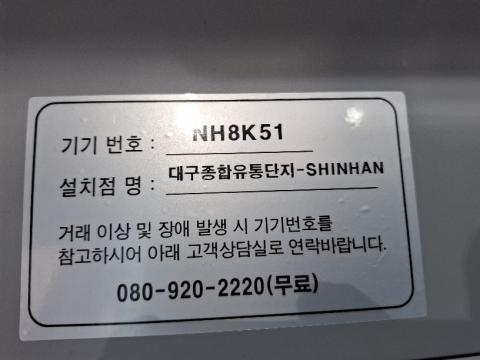 기기 번호 : NH8K51
설치점 명 : 대구종합유통단지-SHINHAN
거래 이상 및 장애 발생 시 기기번호를
참고하시어 아래 고객상담실로 연락바랍니다.
080-920-2220(무료)